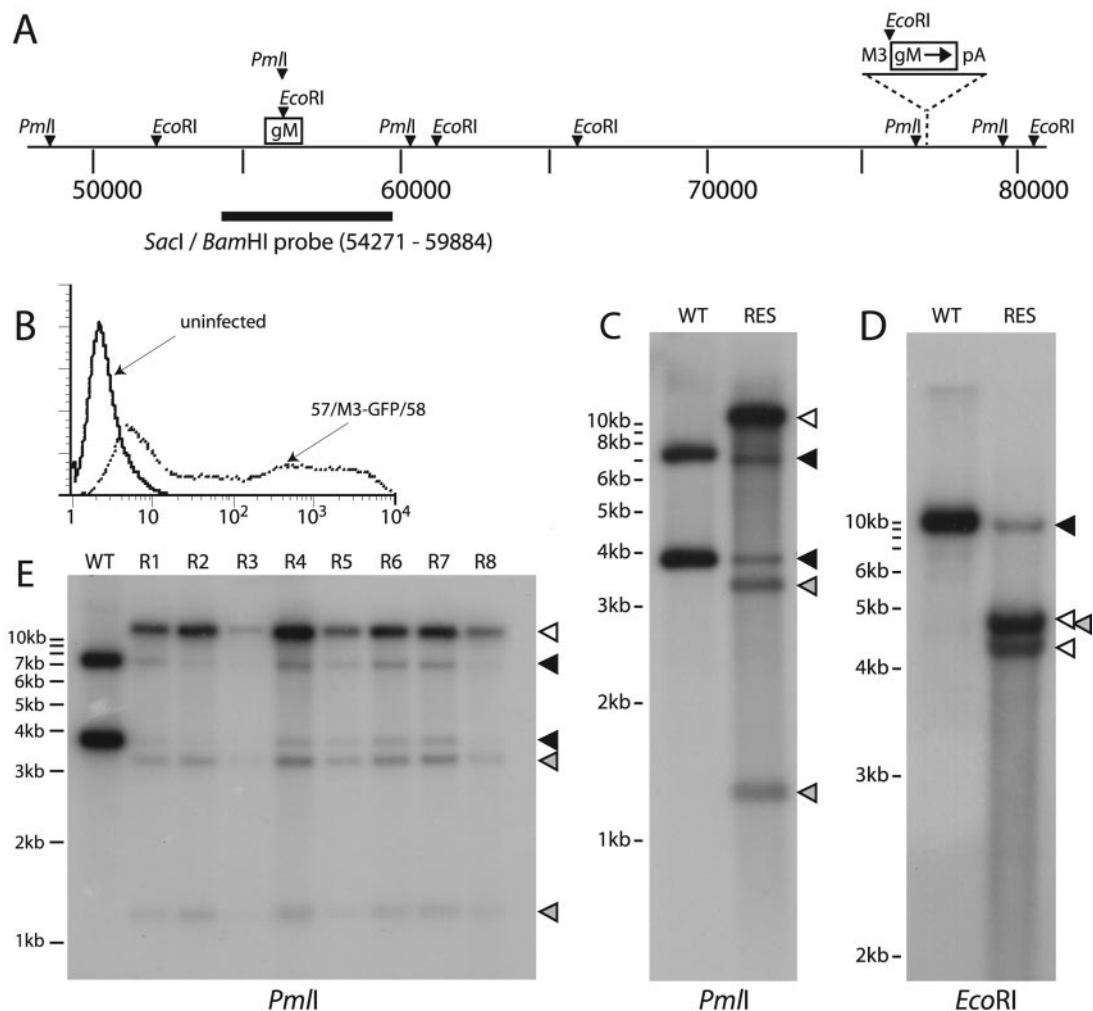 A
EcoRI
M3 gM pA
PmlI
EcoRI
PmlI EcoRI gM PmlI EcoRI EcoRI PmlI PmlI EcoRI
50000 60000 70000 80000
SacI / BamHI probe (54271 - 59884)
B
uninfected
57/M3-GFP/58
1 10 10² 10³ 10⁴
C
WT RES
10kb
8kb
6kb
5kb
4kb
3kb
2kb
1kb
PmlI
D
WT RES
10kb
6kb
5kb
4kb
3kb
2kb
EcoRI
E
WT R1 R2 R3 R4 R5 R6 R7 R8
10kb
7kb
6kb
5kb
4kb
3kb
2kb
1kb
PmlI